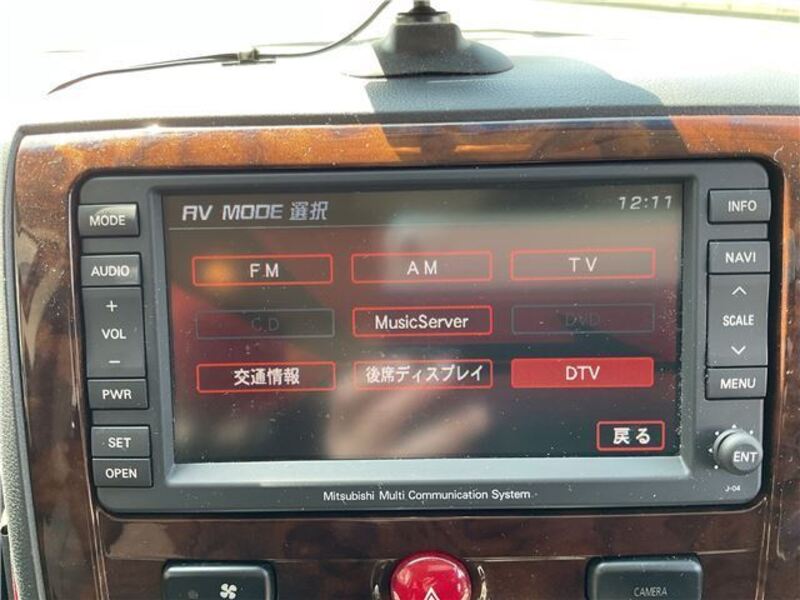 AV MODE 選択
12:11
MODE
INFO
AUDIO
FM
AM
TV
NAVI
+
VOL
−
CD
MusicServer
DVD
SCALE
PWR
交通情報
後席ディスプレイ
DTV
MENU
SET
戻る
OPEN
ENT
Mitsubishi Multi Communication System
J-04
CAMERA